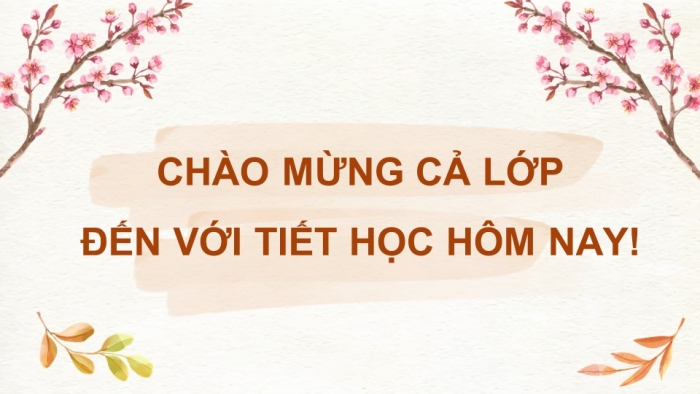 CHÀO MỪNG CẢ LỚP
ĐẾN VỚI TIẾT HỌC HÔM NAY!